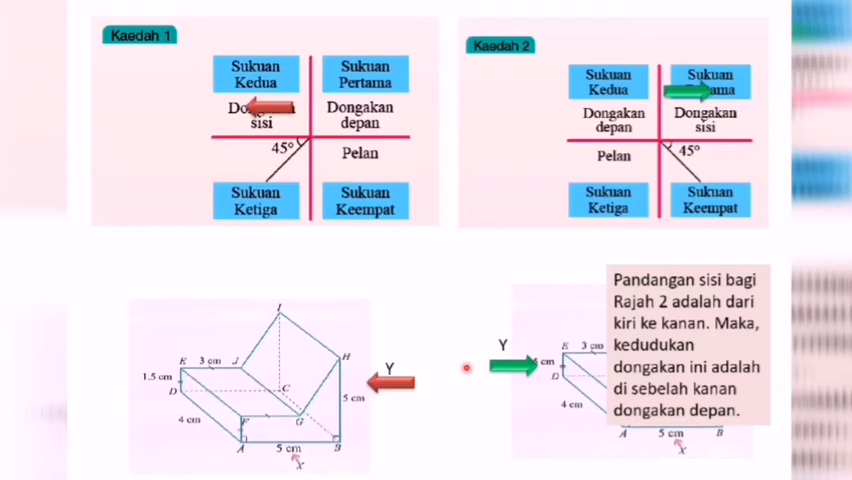 Kaedah 1
Sukuan
Kedua
Sukuan
Pertama
sisi
Dongakan
depan
45°
Pelan
Sukuan
Ketiga
Sukuan
Keempat
Kaedah 2
Sukuan
Kedua
Sukuan
Dongakan
depan
Dongakan
sisi
Pelan
45°
Sukuan
Ketiga
Sukuan
Keempat
I
E 3 cm J
H
1.5 cm
D
C
Y
5 cm
4 cm
F
G
A
5 cm
B
X
Y
E 3 cm
cm
D
4 cm
A
5 cm
B
X
Pandangan sisi bagi
Rajah 2 adalah dari
kiri ke kanan. Maka,
kedudukan
dongakan ini adalah
di sebelah kanan
dongakan depan.